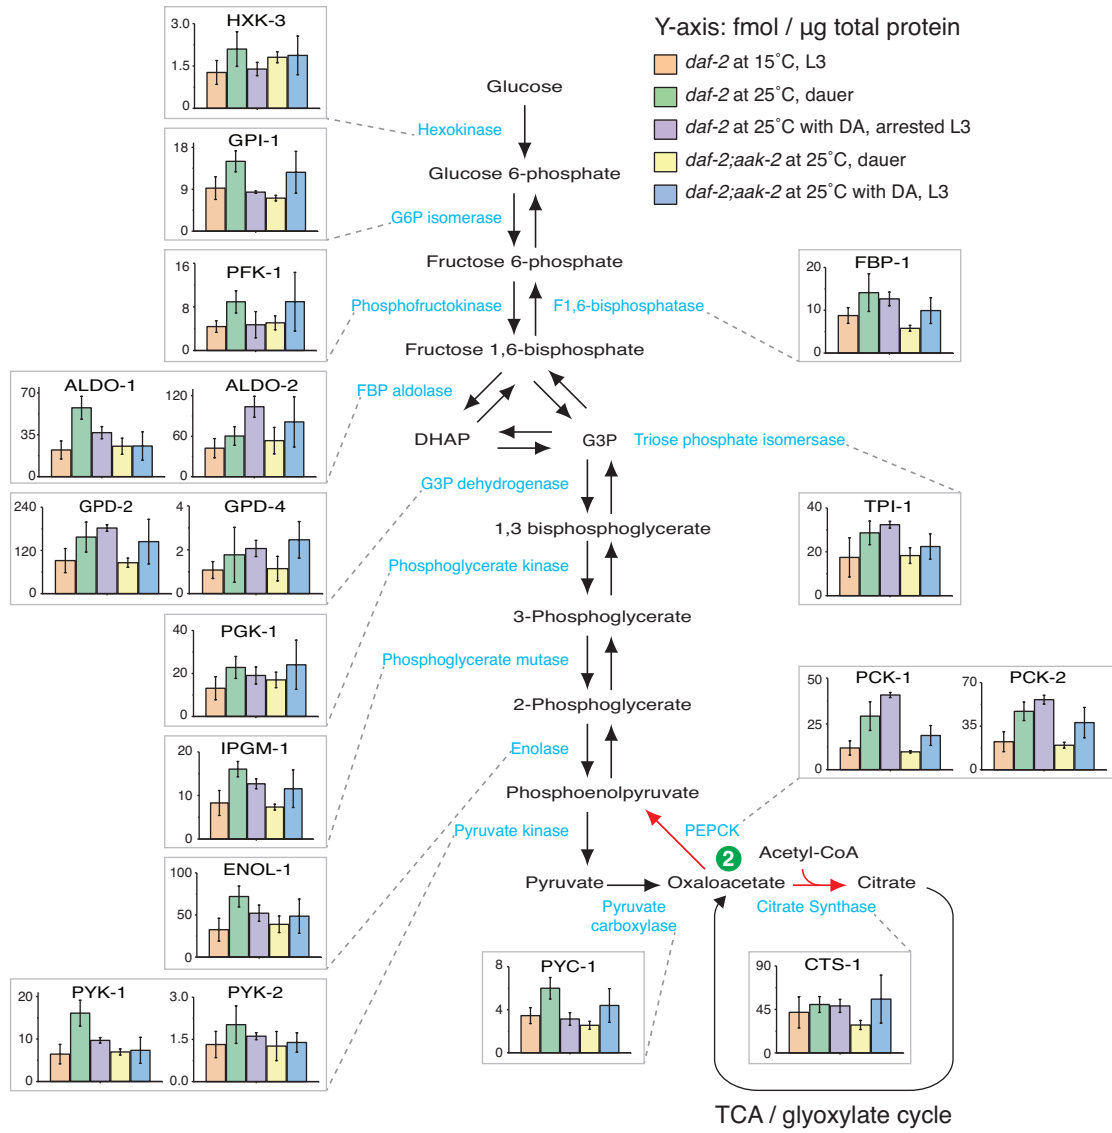 Y-axis: fmol / µg total protein
daf-2 at 15˚C, L3
daf-2 at 25˚C, dauer
daf-2 at 25˚C with DA, arrested L3
daf-2;aak-2 at 25˚C, dauer
daf-2;aak-2 at 25˚C with DA, L3
HXK-3
3.0
1.5
0
GPI-1
18
9
0
PFK-1
16
8
0
ALDO-1
70
35
0
ALDO-2
120
60
0
GPD-2
240
120
0
GPD-4
4
2
0
PGK-1
40
20
0
IPGM-1
20
10
0
ENOL-1
100
50
0
PYK-1
20
10
0
PYK-2
3.0
1.5
0.0
Glucose
Hexokinase
Glucose 6-phosphate
G6P isomerase
Fructose 6-phosphate
Phosphofructokinase
F1,6-bisphosphatase
Fructose 1,6-bisphosphate
FBP aldolase
DHAP
G3P
Triose phosphate isomersase
G3P dehydrogenase
1,3 bisphosphoglycerate
Phosphoglycerate kinase
3-Phosphoglycerate
Phosphoglycerate mutase
2-Phosphoglycerate
Enolase
Phosphoenolpyruvate
Pyruvate kinase
PEPCK
2
Acetyl-CoA
Pyruvate
Oxaloacetate
Citrate
Pyruvate
carboxylase
Citrate Synthase
FBP-1
20
10
0
TPI-1
40
20
0
PCK-1
50
25
0
PCK-2
70
35
0
PYC-1
8
4
0
CTS-1
90
45
0
TCA / glyoxylate cycle